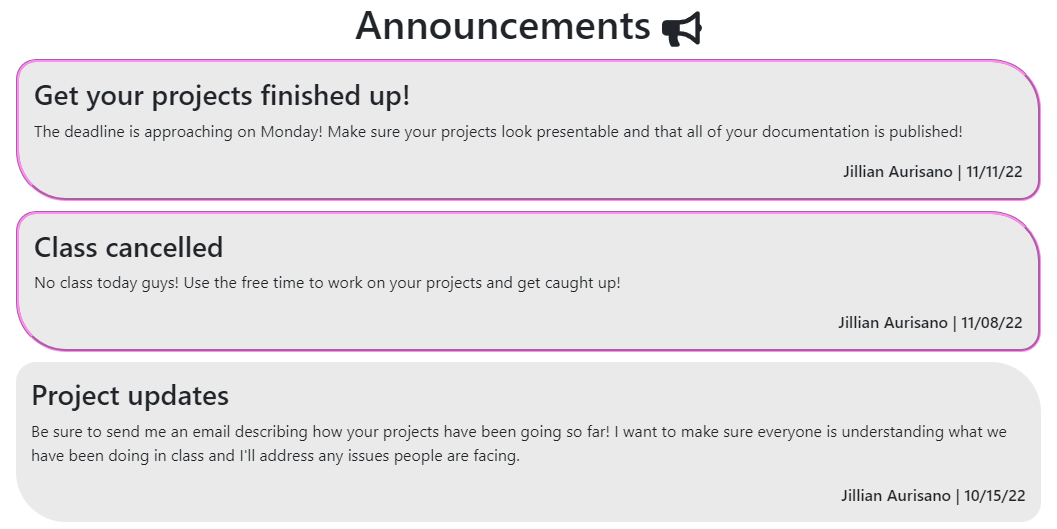 Announcements
Get your projects finished up!
The deadline is approaching on Monday! Make sure your projects look presentable and that all of your documentation is published!
Jillian Aurisano | 11/11/22
Class cancelled
No class today guys! Use the free time to work on your projects and get caught up!
Jillian Aurisano | 11/08/22
Project updates
Be sure to send me an email describing how your projects have been going so far! I want to make sure everyone is understanding what we
have been doing in class and I'll address any issues people are facing.
Jillian Aurisano | 10/15/22